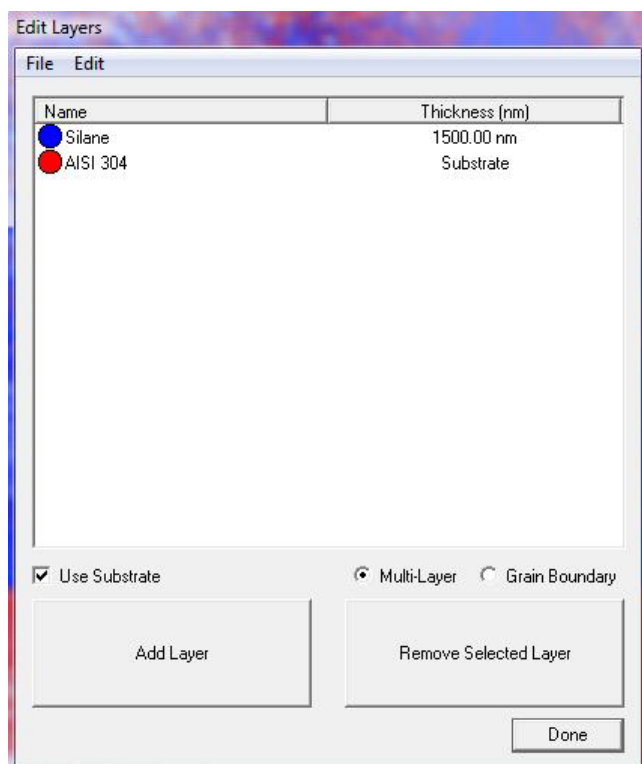 Edit Layers
File Edit
Name Thickness (nm)
Silane 1500.00 nm
AISI 304 Substrate
Use Substrate Multi-Layer Grain Boundary
Add Layer Remove Selected Layer
Done